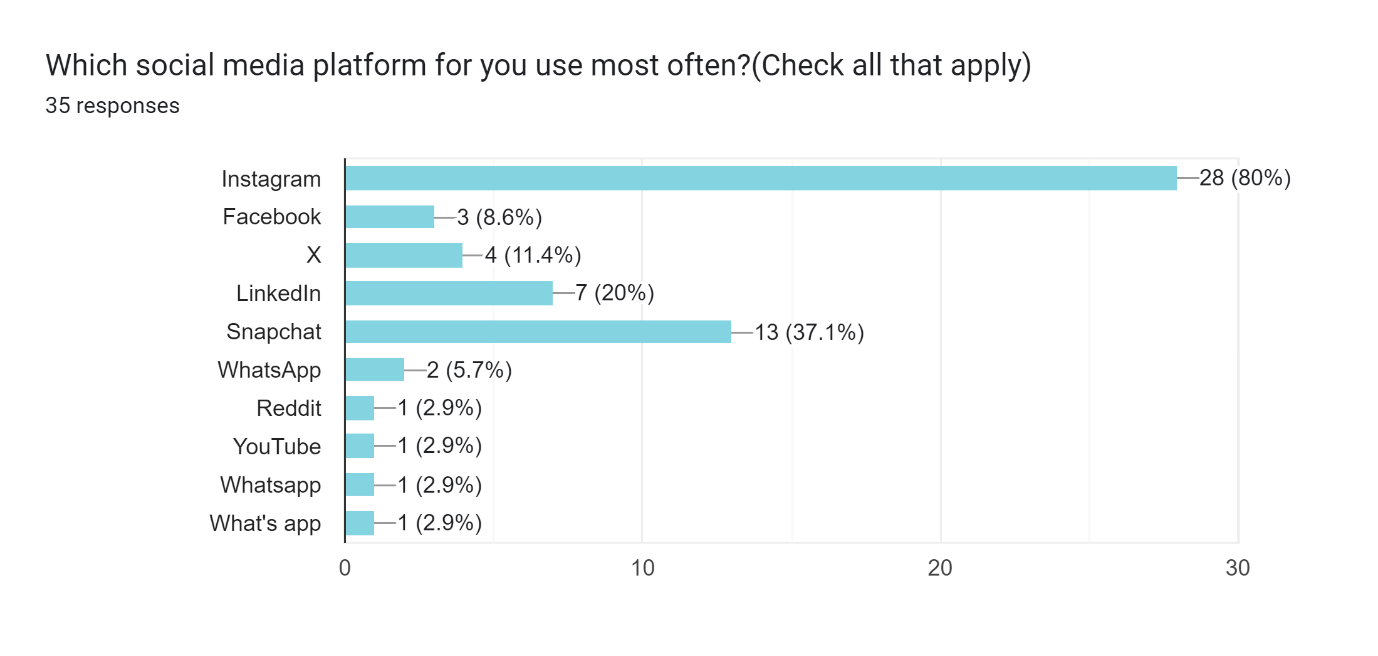 Which social media platform for you use most often?(Check all that apply)
35 responses
Instagram 28 (80%)
Facebook 3 (8.6%)
X 4 (11.4%)
LinkedIn 7 (20%)
Snapchat 13 (37.1%)
WhatsApp 2 (5.7%)
Reddit 1 (2.9%)
YouTube 1 (2.9%)
Whatsapp 1 (2.9%)
What's app 1 (2.9%)
0 10 20 30